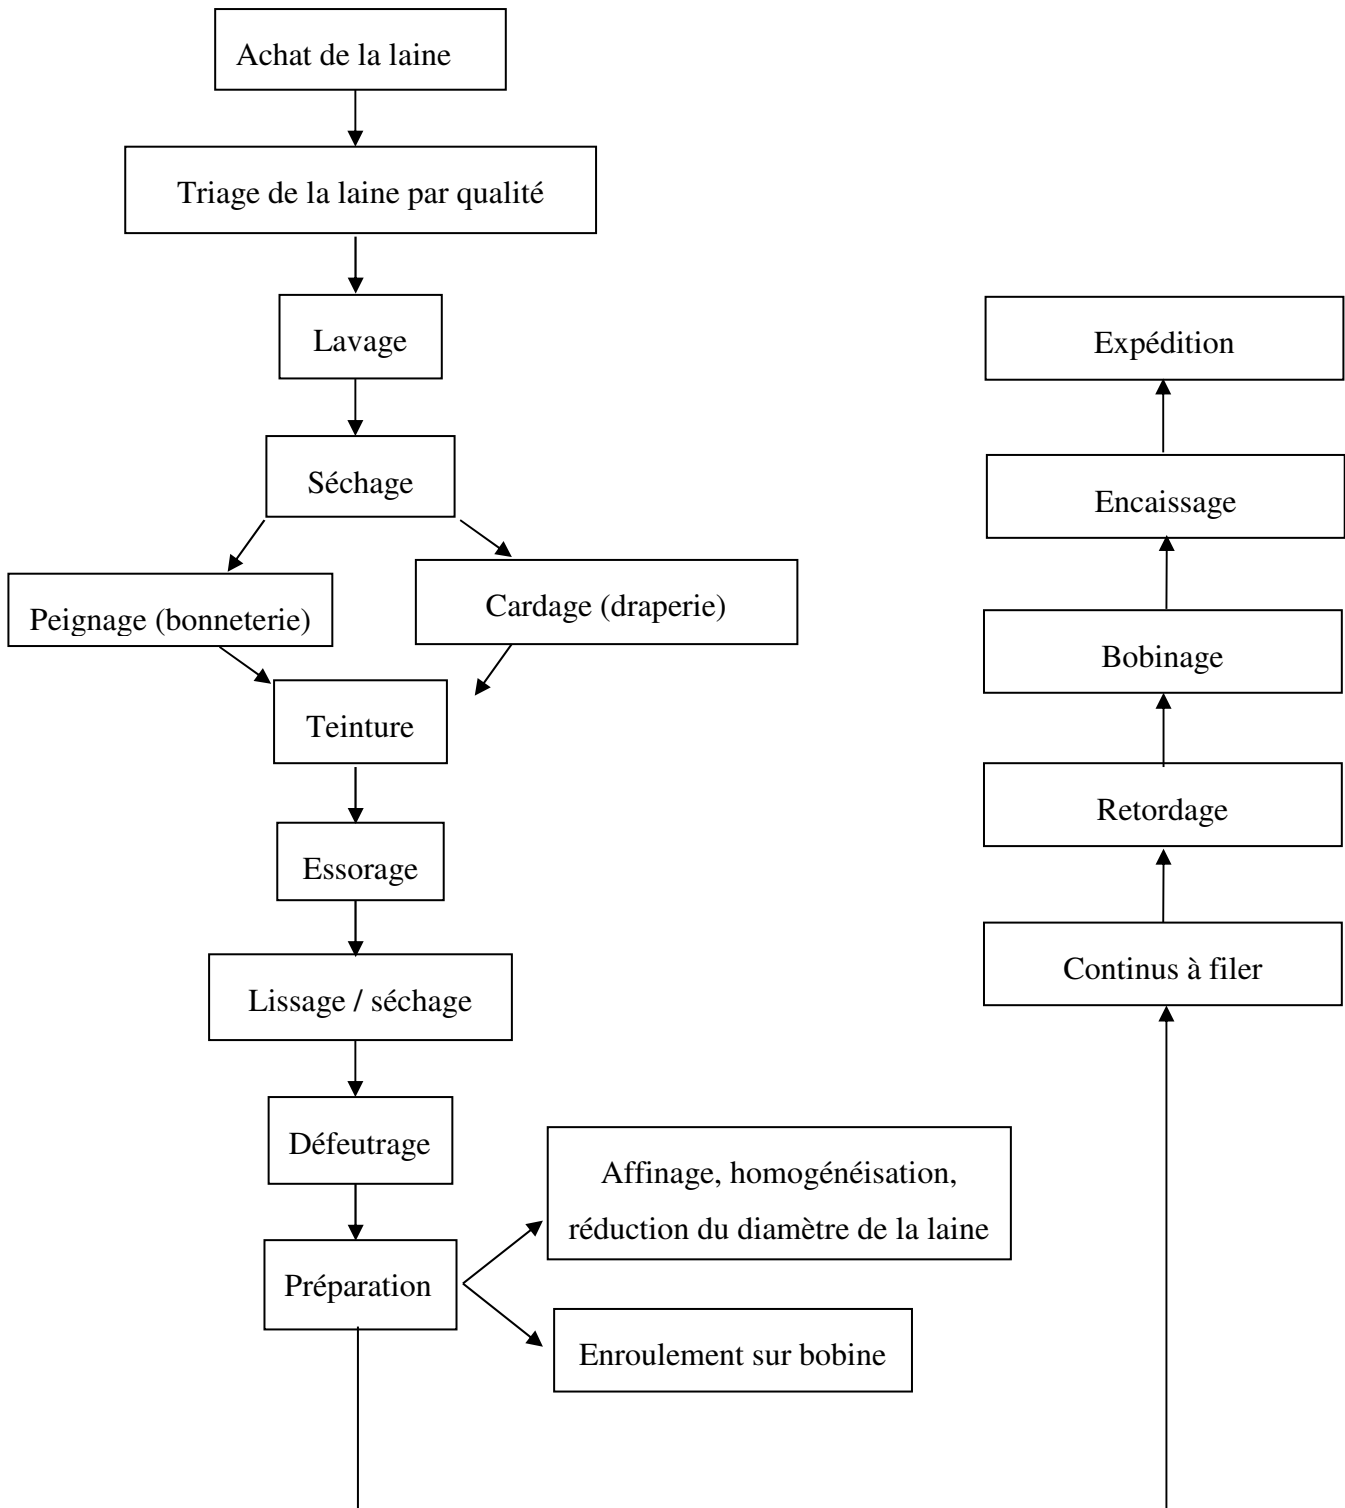 Achat de la laine
Triage de la laine par qualité
Lavage
Séchage
Peignage (bonneterie)
Cardage (draperie)
Teinture
Essorage
Lissage / séchage
Défeutrage
Préparation
Affinage, homogénéisation,
réduction du diamètre de la laine
Enroulement sur bobine
Continus à filer
Retordage
Bobinage
Encaissage
Expédition